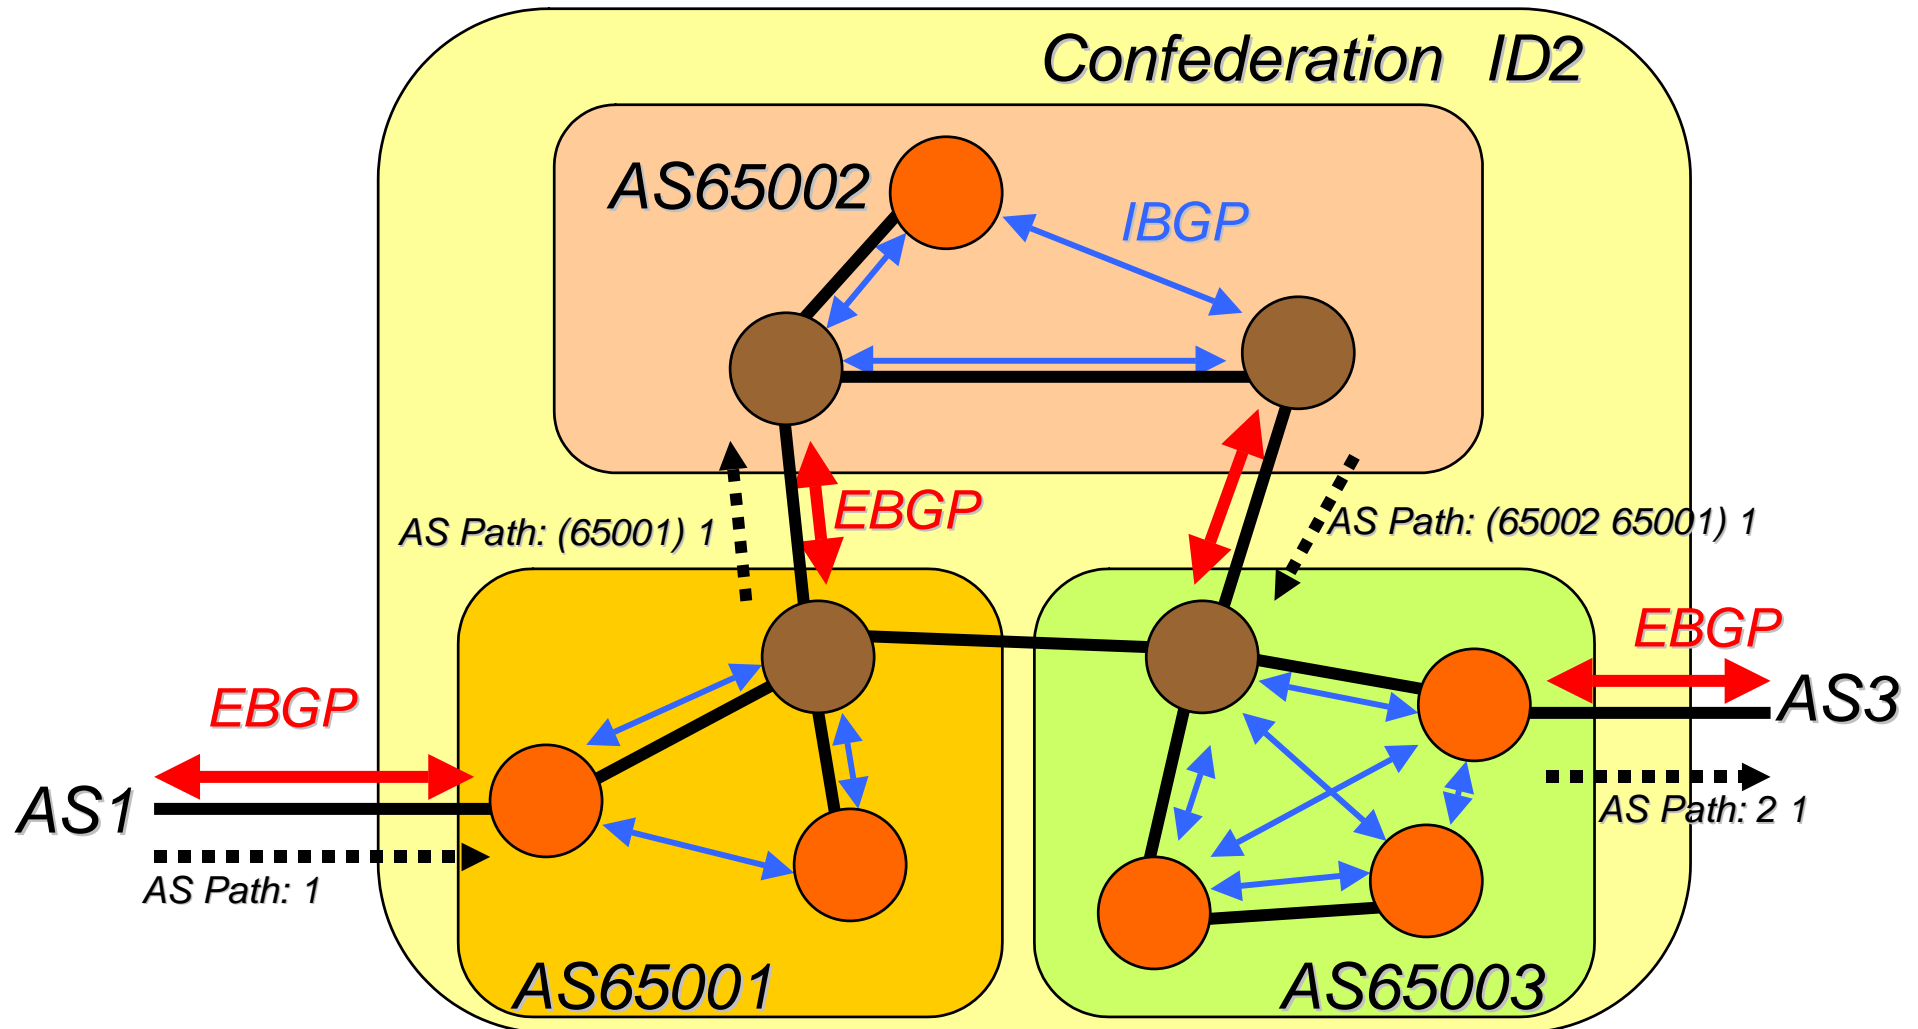 Confederation ID2
AS65002
IBGP
EBGP
AS Path: (65001) 1
AS Path: (65002 65001) 1
EBGP
EBGP
AS3
AS1
AS Path: 2 1
AS Path: 1
AS65001
AS65003